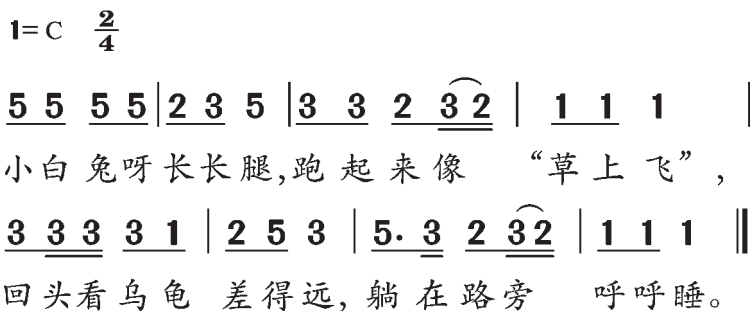 1=C 2/4
5 5 5 5 | 2 3 5 | 3 3 2 3 2 | 1 1 1 |
小白兔呀长长腿,跑起来像“草上飞”,
3 3 3 3 1 | 2 5 3 | 5. 3 2 3 2 | 1 1 1 ‖
回头看乌龟 差得远,躺在路旁 呼呼睡。